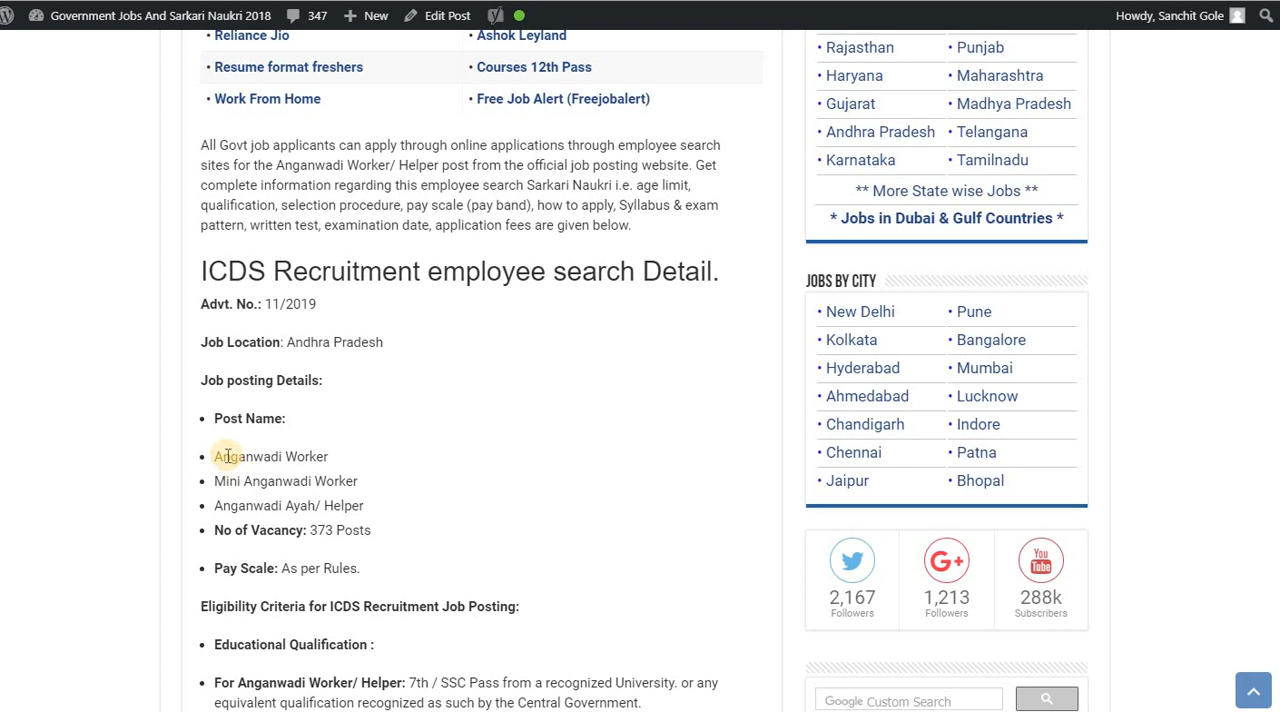 Government Jobs And Sarkari Naukri 2018 347 New Edit Post Howdy, Sanchit Gole
• Reliance Jio • Ashok Leyland
• Resume format freshers • Courses 12th Pass
• Work From Home • Free Job Alert (Freejobalert)
All Govt job applicants can apply through online applications through employee search
sites for the Anganwadi Worker/ Helper post from the official job posting website. Get
complete information regarding this employee search Sarkari Naukri i.e. age limit,
qualification, selection procedure, pay scale (pay band), how to apply, Syllabus & exam
pattern, written test, examination date, application fees are given below.
ICDS Recruitment employee search Detail.
Advt. No.: 11/2019
Job Location: Andhra Pradesh
Job posting Details:
• Post Name:
• Anganwadi Worker
• Mini Anganwadi Worker
• Anganwadi Ayah/ Helper
• No of Vacancy: 373 Posts
• Pay Scale: As per Rules.
Eligibility Criteria for ICDS Recruitment Job Posting:
• Educational Qualification :
• For Anganwadi Worker/ Helper: 7th / SSC Pass from a recognized University. or any
equivalent qualification recognized as such by the Central Government.
• Rajasthan • Punjab
• Haryana • Maharashtra
• Gujarat • Madhya Pradesh
• Andhra Pradesh • Telangana
• Karnataka • Tamilnadu
** More State wise Jobs **
* Jobs in Dubai & Gulf Countries *
JOBS BY CITY
• New Delhi • Pune
• Kolkata • Bangalore
• Hyderabad • Mumbai
• Ahmedabad • Lucknow
• Chandigarh • Indore
• Chennai • Patna
• Jaipur • Bhopal
G+ You Tube
2,167 1,213 288k
Followers Followers Subscribers
Google Custom Search